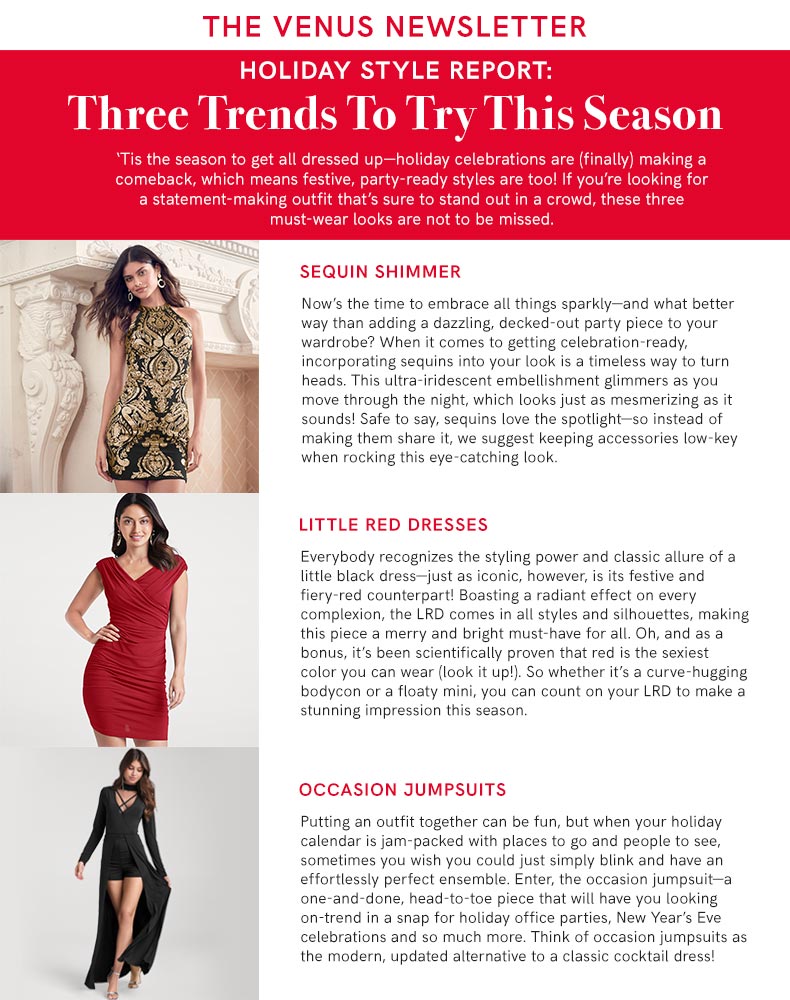 THE VENUS NEWSLETTER
HOLIDAY STYLE REPORT:
Three Trends To Try This Season
‘Tis the season to get all dressed up—holiday celebrations are (finally) making a
comeback, which means festive, party-ready styles are too! If you’re looking for
a statement-making outfit that’s sure to stand out in a crowd, these three
must-wear looks are not to be missed.
SEQUIN SHIMMER
Now’s the time to embrace all things sparkly—and what better
way than adding a dazzling, decked-out party piece to your
wardrobe? When it comes to getting celebration-ready,
incorporating sequins into your look is a timeless way to turn
heads. This ultra-iridescent embellishment glimmers as you
move through the night, which looks just as mesmerizing as it
sounds! Safe to say, sequins love the spotlight—so instead of
making them share it, we suggest keeping accessories low-key
when rocking this eye-catching look.
LITTLE RED DRESSES
Everybody recognizes the styling power and classic allure of a
little black dress—just as iconic, however, is its festive and
fiery-red counterpart! Boasting a radiant effect on every
complexion, the LRD comes in all styles and silhouettes, making
this piece a merry and bright must-have for all. Oh, and as a
bonus, it’s been scientifically proven that red is the sexiest
color you can wear (look it up!). So whether it’s a curve-hugging
bodycon or a floaty mini, you can count on your LRD to make a
stunning impression this season.
OCCASION JUMPSUITS
Putting an outfit together can be fun, but when your holiday
calendar is jam-packed with places to go and people to see,
sometimes you wish you could just simply blink and have an
effortlessly perfect ensemble. Enter, the occasion jumpsuit—a
one-and-done, head-to-toe piece that will have you looking
on-trend in a snap for holiday office parties, New Year’s Eve
celebrations and so much more. Think of occasion jumpsuits as
the modern, updated alternative to a classic cocktail dress!